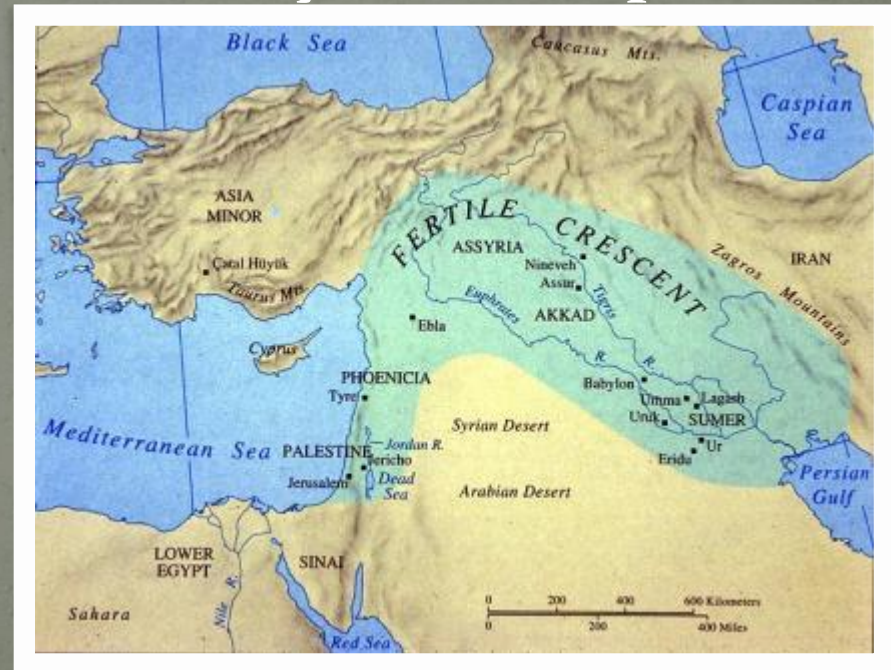 Black Sea
Caucasus Mts.
Caspian
Sea
ASIA
MINOR
FERTILE CRESCENT
ASSYRIA
Nineveh
Assur
Zagros Mountains
IRAN
Çatal Hüyük
Taurus Mts.
Euphrates R.
Tigris R.
AKKAD
Ebla
Cyprus
PHOENICIA
Tyre
Babylon
Umma
Lagash
Uruk
SUMER
Ur
Eridu
Syrian Desert
Mediterranean Sea
PALESTINE
Jordan R.
Jericho
Jerusalem
Dead
Sea
Arabian Desert
Persian
Gulf
LOWER
EGYPT
SINAI
Nile R.
Sahara
Red Sea
0 200 400 600 Kilometers
0 200 400 Miles